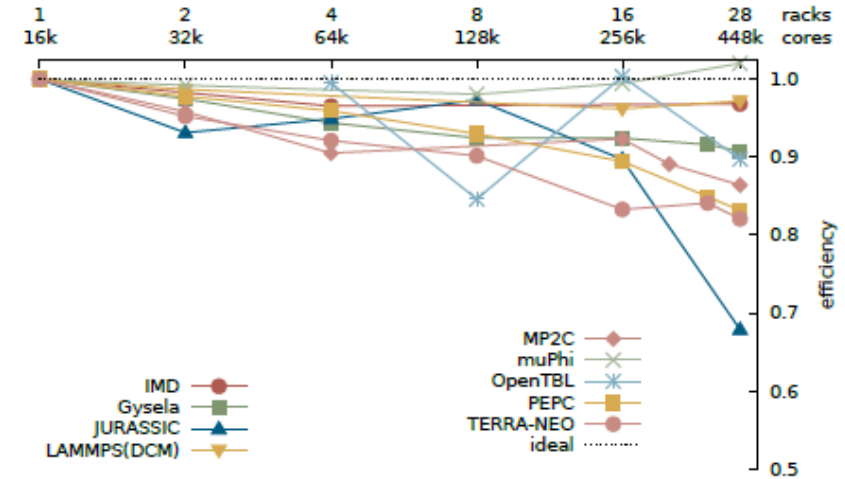 1 2 4 8 16 28 racks
16k 32k 64k 128k 256k 448k cores
1.0
0.9
0.8
0.7
0.6
0.5
efficiency
IMD
Gysela
JURASSIC
LAMMPS(DCM)
MP2C
muPhi
OpenTBL
PEPC
TERRA-NEO
ideal